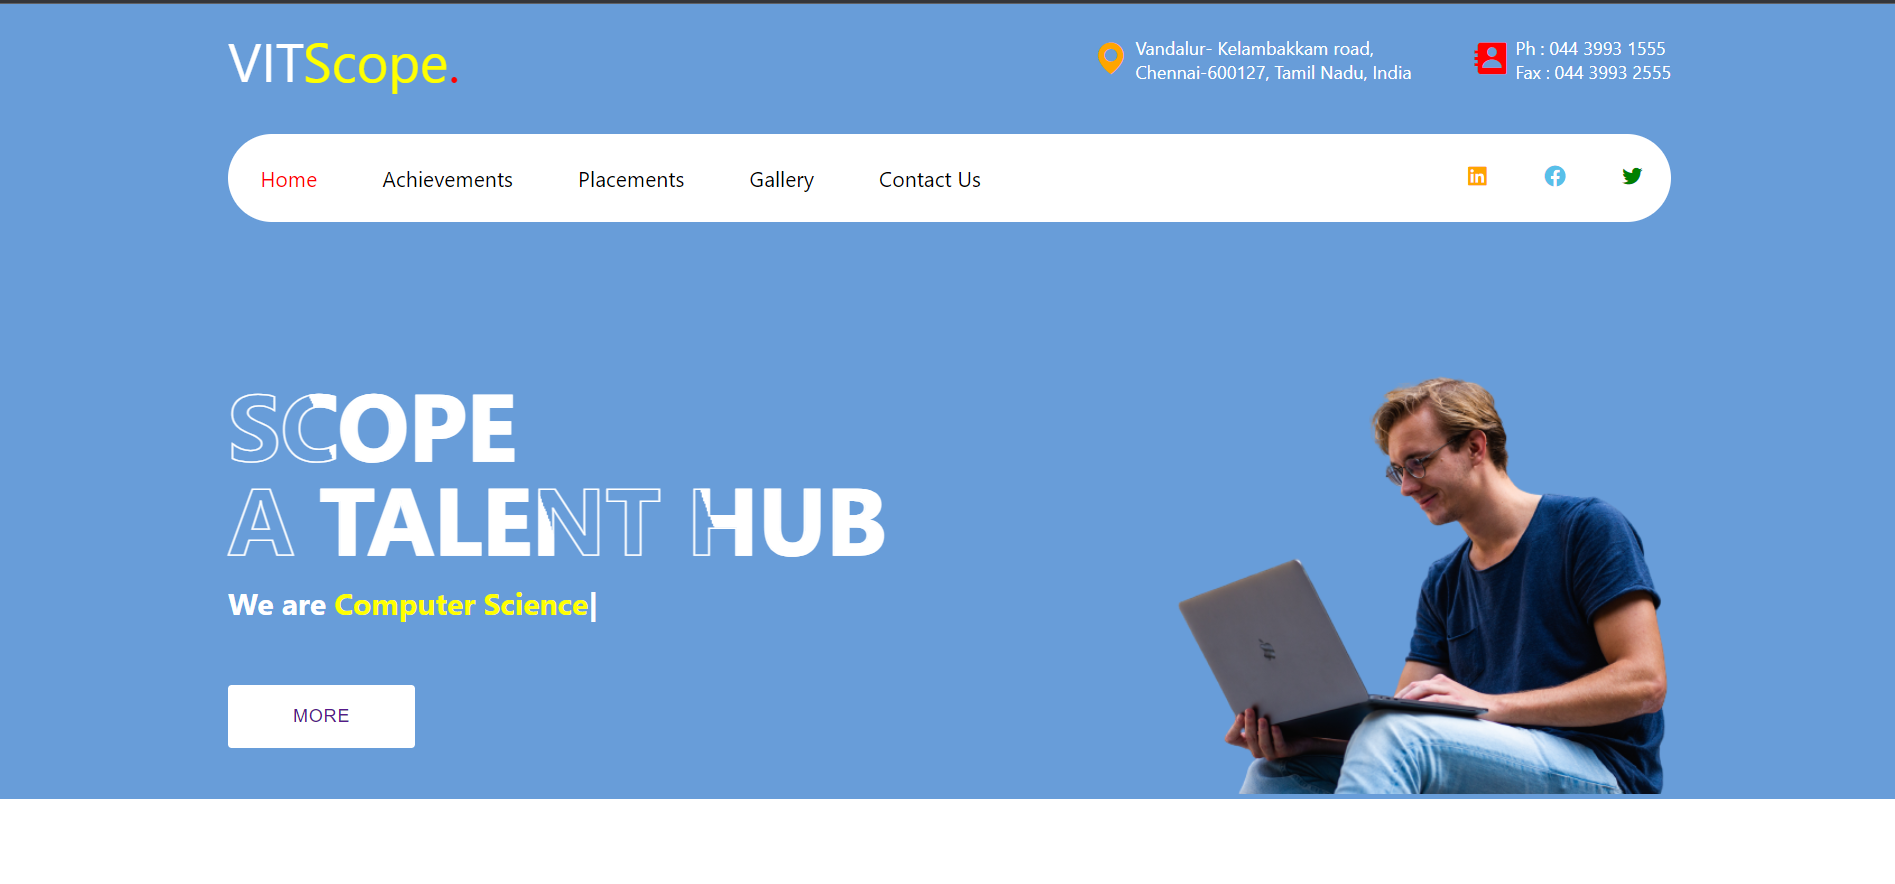 VITScope.
Vandalur- Kelambakkam road,
Chennai-600127, Tamil Nadu, India
Ph : 044 3993 1555
Fax : 044 3993 2555
Home Achievements Placements Gallery Contact Us
SCOPE
A TALENT HUB
We are Computer Science|
MORE